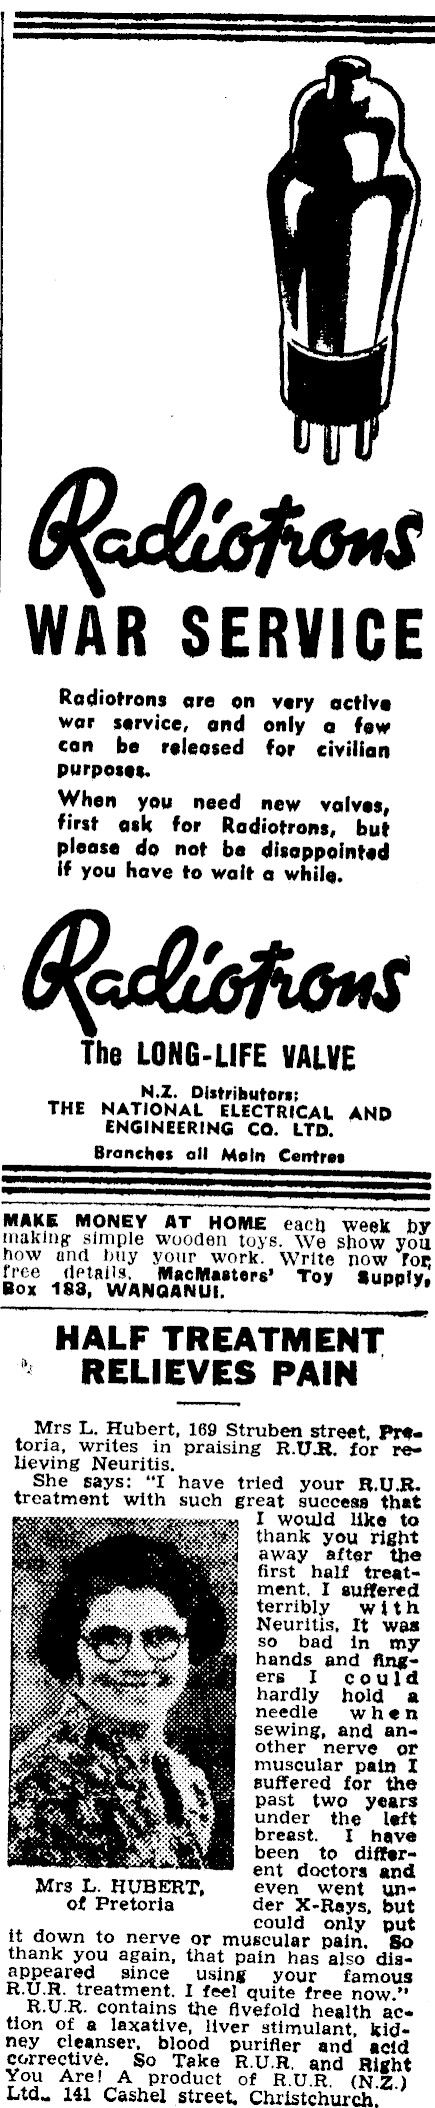 Radiotrons
WAR SERVICE
Radiotrons are on very active
war service, and only a few
can be released for civilian
purposes.
When you need new valves,
first ask for Radiotrons, but
please do not be disappointed
if you have to wait a while.
Radiotrons
The LONG-LIFE VALVE
N.Z. Distributors:
THE NATIONAL ELECTRICAL AND
ENGINEERING CO. LTD.
Branches all Main Centres
MAKE MONEY AT HOME each week by
making simple wooden toys. We show you
how and buy your work. Write now for
free details. MacMasters' Toy Supply,
Box 183, WANGANUI.
HALF TREATMENT
RELIEVES PAIN
Mrs L. Hubert, 169 Struben street, Pre-
toria, writes in praising R.U.R. for re-
lieving Neuritis.
She says: "I have tried your R.U.R.
treatment with such great success that
I would like to
thank you right
away after the
first half treat-
ment. I suffered
terribly with
Neuritis. It was
so bad in my
hands and fing-
ers I could
hardly hold a
needle when
sewing, and an-
other nerve or
muscular pain I
suffered for the
past two years
under the left
breast. I have
been to differ-
ent doctors and
even went un-
der X-Rays, but
could only put
Mrs L. HUBERT,
of Pretoria
it down to nerve or muscular pain. So
thank you again, that pain has also dis-
appeared since using your famous
R.U.R. treatment. I feel quite free now."
R.U.R. contains the fivefold health ac-
tion of a laxative, liver stimulant, kid-
ney cleanser, blood purifier and acid
corrective. So Take R.U.R. and Right
You Are! A product of R.U.R. (N.Z.)
Ltd., 141 Cashel street, Christchurch.